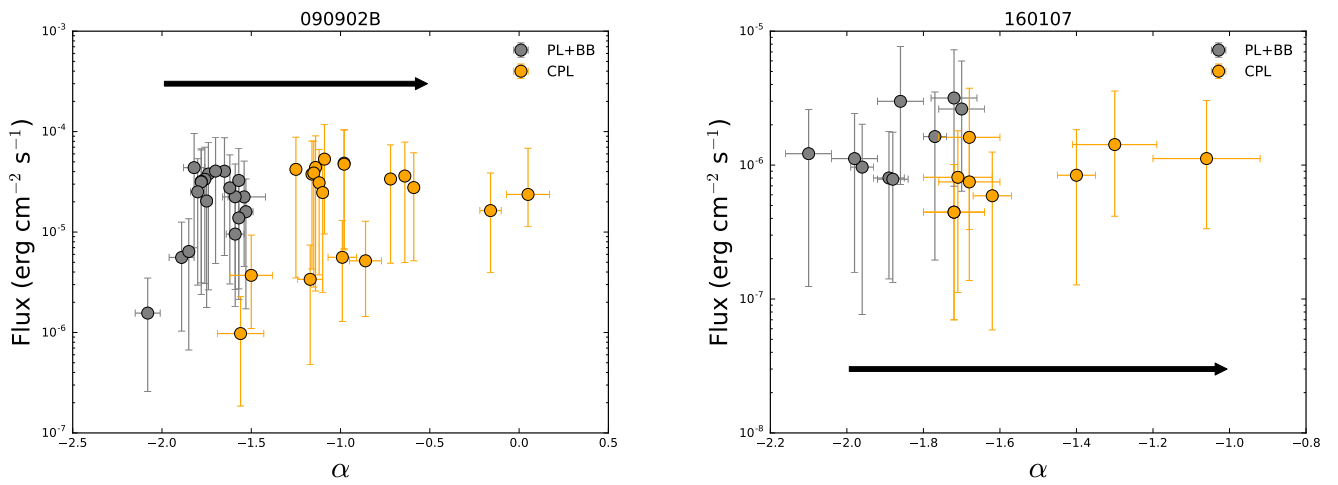 090902B
10⁻³
10⁻⁴
10⁻⁵
10⁻⁶
10⁻⁷
Flux (erg cm⁻² s⁻¹)
PL+BB
CPL
−2.5 −2.0 −1.5 −1.0 −0.5 0.0 0.5
α
160107
10⁻⁵
10⁻⁶
10⁻⁷
10⁻⁸
Flux (erg cm⁻² s⁻¹)
PL+BB
CPL
−2.2 −2.0 −1.8 −1.6 −1.4 −1.2 −1.0 −0.8
α